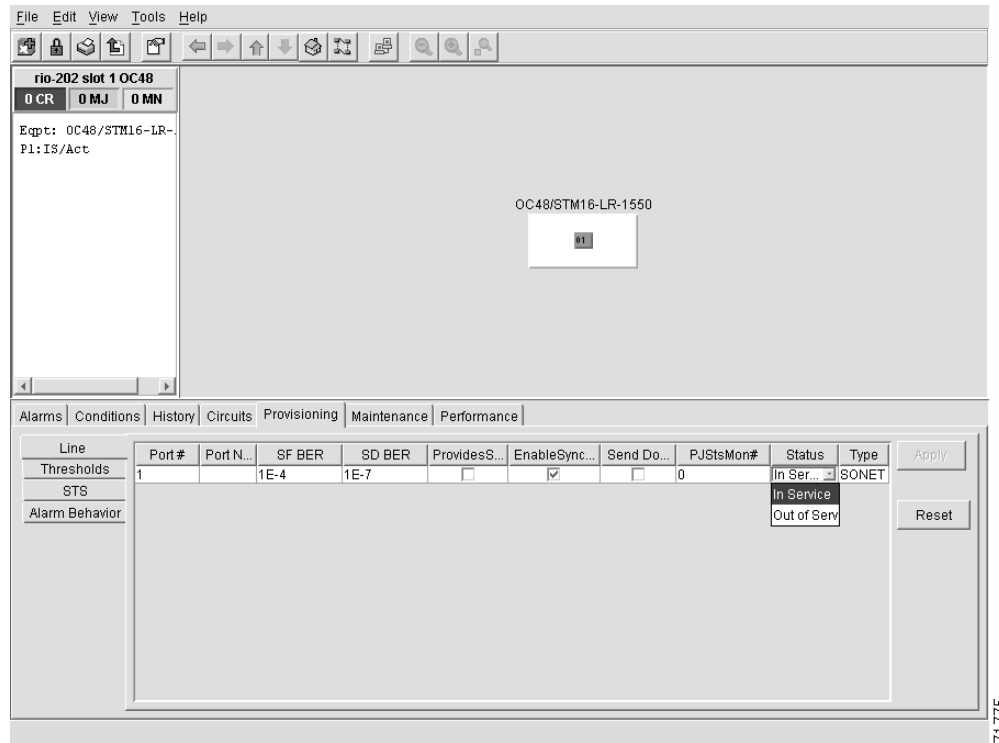 File Edit View Tools Help
rio-202 slot 1 OC48
0 CR 0 MJ 0 MN
Eqpt: OC48/STM16-LR-.
Pl:IS/Act
OC48/STM16-LR-1550
01
Alarms Conditions History Circuits Provisioning Maintenance Performance
Line
Thresholds
STS
Alarm Behavior
Port # Port N... SF BER SD BER ProvidesS... EnableSync... Send Do... PJStsMon# Status Type
1 1E-4 1E-7 0 In Ser... SONET
In Service
Out of Serv
Apply
Reset
71775